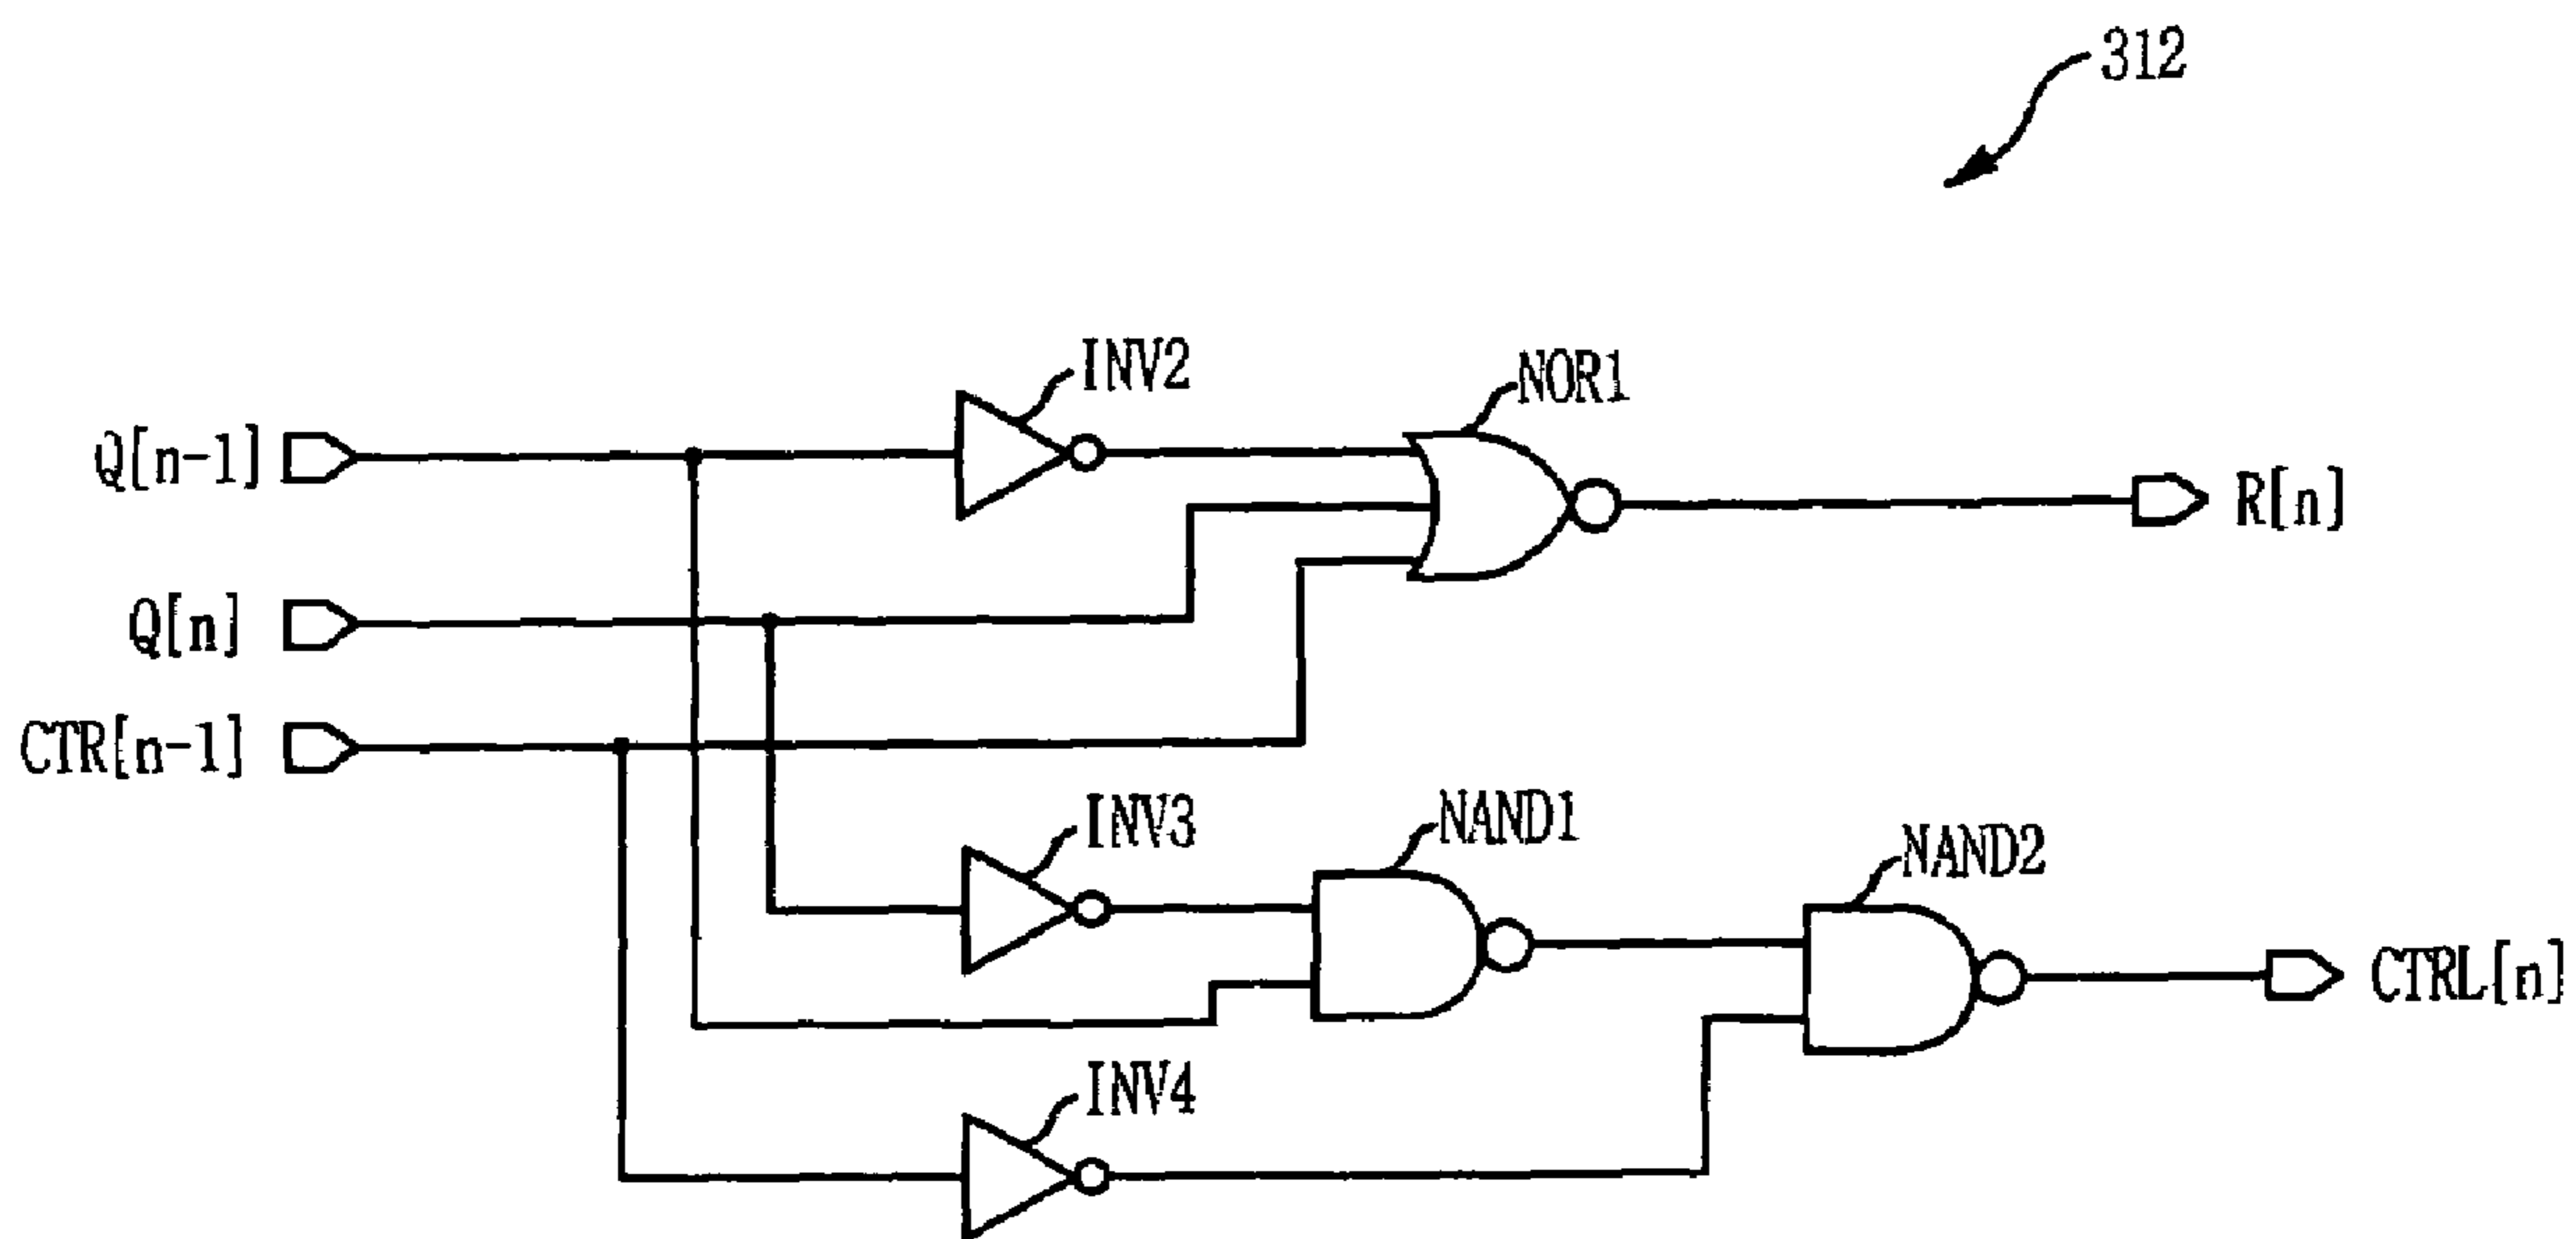 312
INV2
NOR1
Q[n-1]
R[n]
Q[n]
CTR[n-1]
INV3
NAND1
NAND2
CTRL[n]
INV4